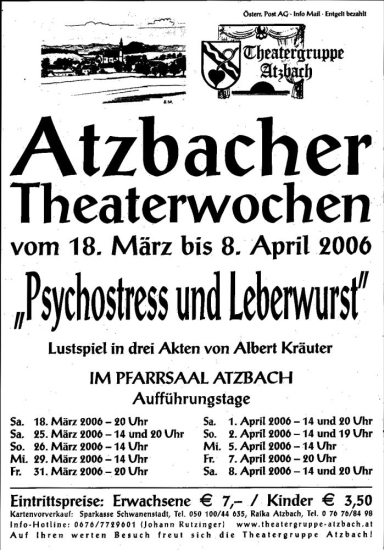 Österr. Post AG - Info Mail - Entgelt bezahlt
Theatergruppe
Atzbach
Atzbacher
Theaterwochen
vom 18. März bis 8. April 2006
„Psychostress und Leberwurst"
Lustspiel in drei Akten von Albert Kräuter
IM PFARRSAAL ATZBACH
Aufführungstage
Sa. 18. März 2006 – 20 Uhr
Sa. 25 März 2006 – 14 und 20 Uhr
So. 26 März 2006 – 14 Uhr
Mi. 29 März 2006 – 14 Uhr
Fr. 31 März 2006 – 20 Uhr
Sa. 1. April 2006 – 14 und 20 Uhr
So. 2 April 2006 – 14 und 19 Uhr
Mi. 5 April 2006 – 14 Uhr
Fr. 7 April 2006 – 20 Uhr
Sa. 8 April 2006 – 14 und 20 Uhr
Eintrittspreise: Erwachsene € 7,– / Kinder € 3,50
Kartenvorverkauf: Sparkasse Schwanenstadt, Tel. 050 100/44 635, Raika Atzbach, Tel. 0 76 76/84 98
Info-Hotline: 0676/7729601 (Johann Rutzinger) www.theatergruppe-atzbach.at
Auf Ihren werten Besuch freut sich die Theatergruppe Atzbach!